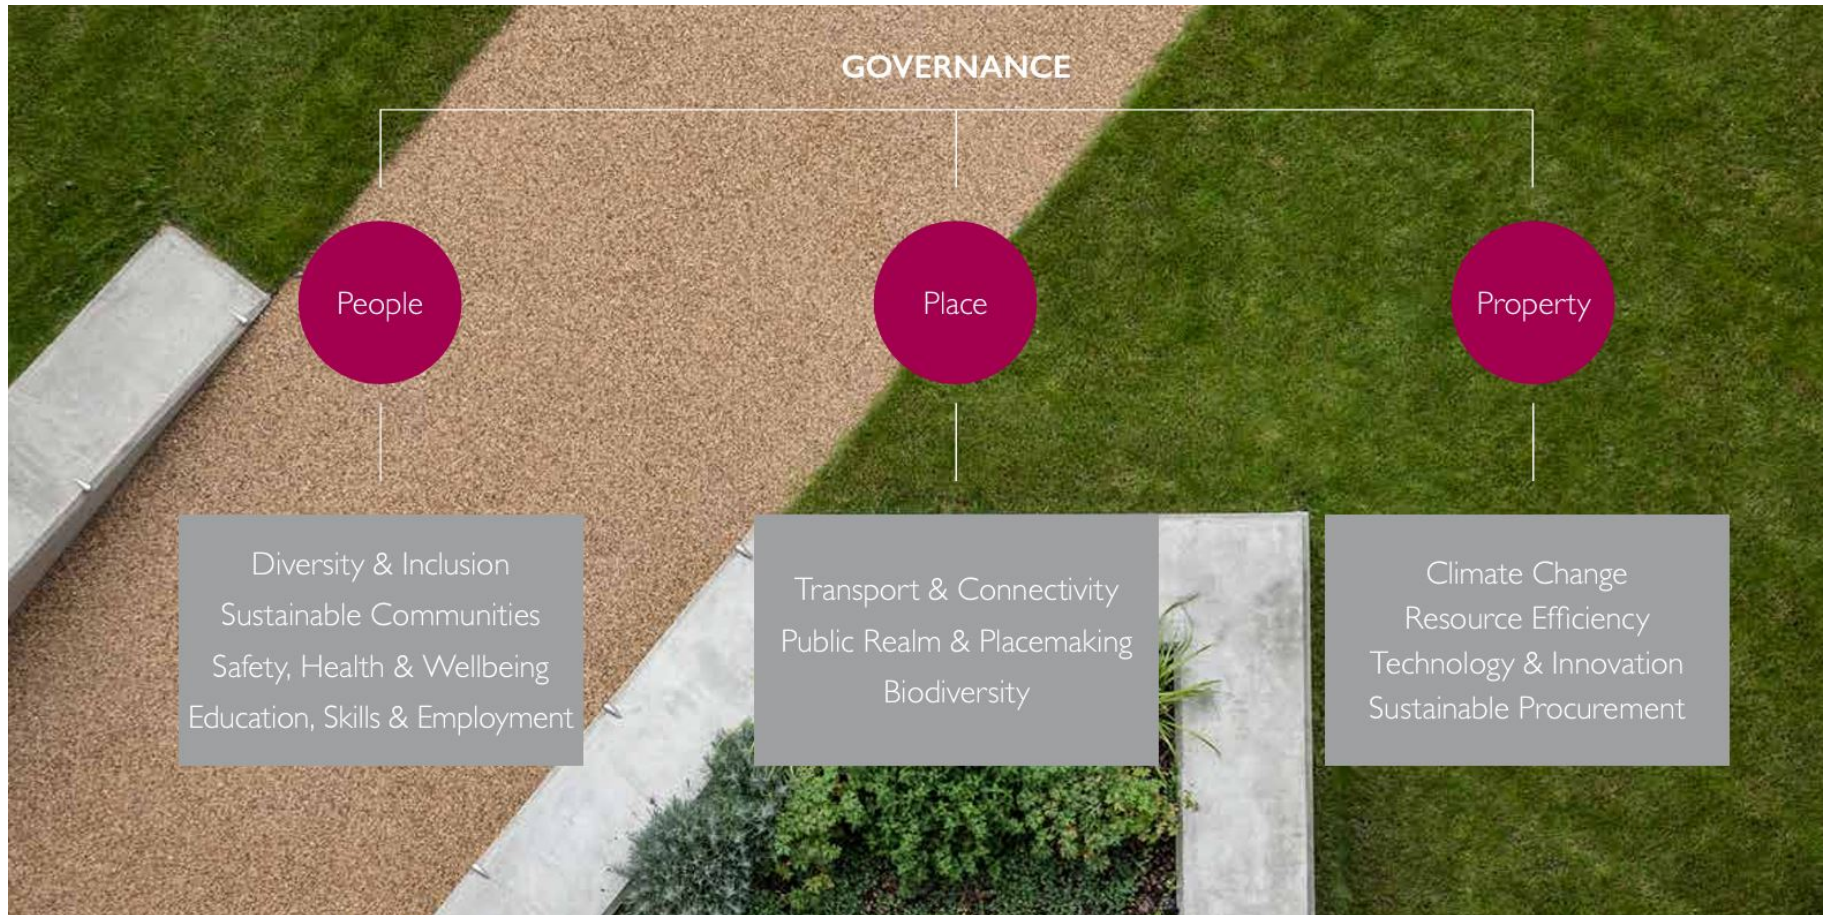 GOVERNANCE
People
Place
Property
Diversity & Inclusion
Sustainable Communities
Safety, Health & Wellbeing
Education, Skills & Employment
Transport & Connectivity
Public Realm & Placemaking
Biodiversity
Climate Change
Resource Efficiency
Technology & Innovation
Sustainable Procurement